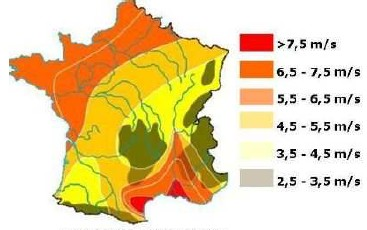 >7,5 m/s
6,5 - 7,5 m/s
5,5 - 6,5 m/s
4,5 - 5,5 m/s
3,5 - 4,5 m/s
2,5 - 3,5 m/s